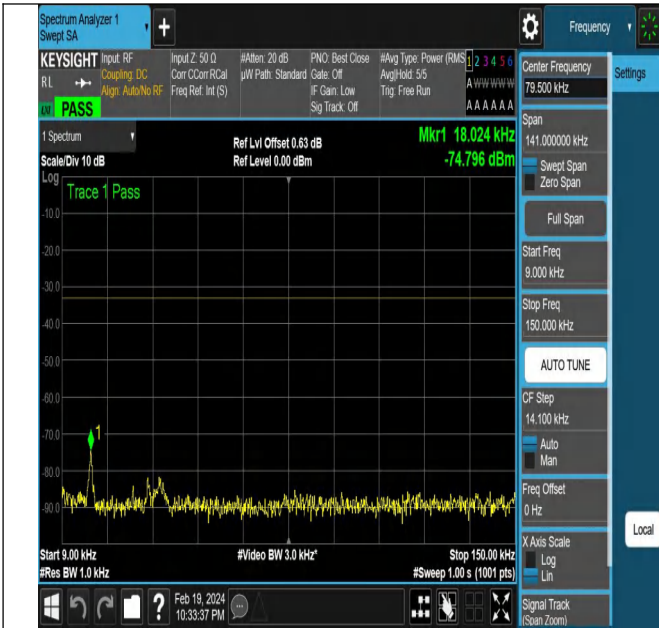 Spectrum Analyzer 1
Swept SA
Frequency
KEYSIGHT
RL
PASS
Input: RF
Coupling: DC
Align: Auto/No RF
Input Z: 50 Ω
Corr CCorr RCal
Freq Ref: Int (S)
#Atten: 20 dB
µW Path: Standard
PNO: Best Close
Gate: Off
IF Gain: Low
Sig Track: Off
#Avg Type: Power (RMS
Avg|Hold: 5/5
Trig: Free Run
1 2 3 4 5 6
A W W W W W
A A A A A A
1 Spectrum
Scale/Div 10 dB
Log
Ref Lvl Offset 0.63 dB
Ref Level 0.00 dBm
Mkr1 18.024 kHz
-74.796 dBm
Trace 1 Pass
-10.0
-20.0
-30.0
-40.0
-50.0
-60.0
-70.0
-80.0
-90.0
1
Start 9.00 kHz
#Res BW 1.0 kHz
#Video BW 3.0 kHz*
Stop 150.00 kHz
#Sweep 1.00 s (1001 pts)
?
Feb 19, 2024
10:33:37 PM
Center Frequency
79.500 kHz
Settings
Span
141.000000 kHz
Swept Span
Zero Span
Full Span
Start Freq
9.000 kHz
Stop Freq
150.000 kHz
AUTO TUNE
CF Step
14.100 kHz
Auto
Man
Freq Offset
0 Hz
Local
X Axis Scale
Log
Lin
Signal Track
(Span Zoom)